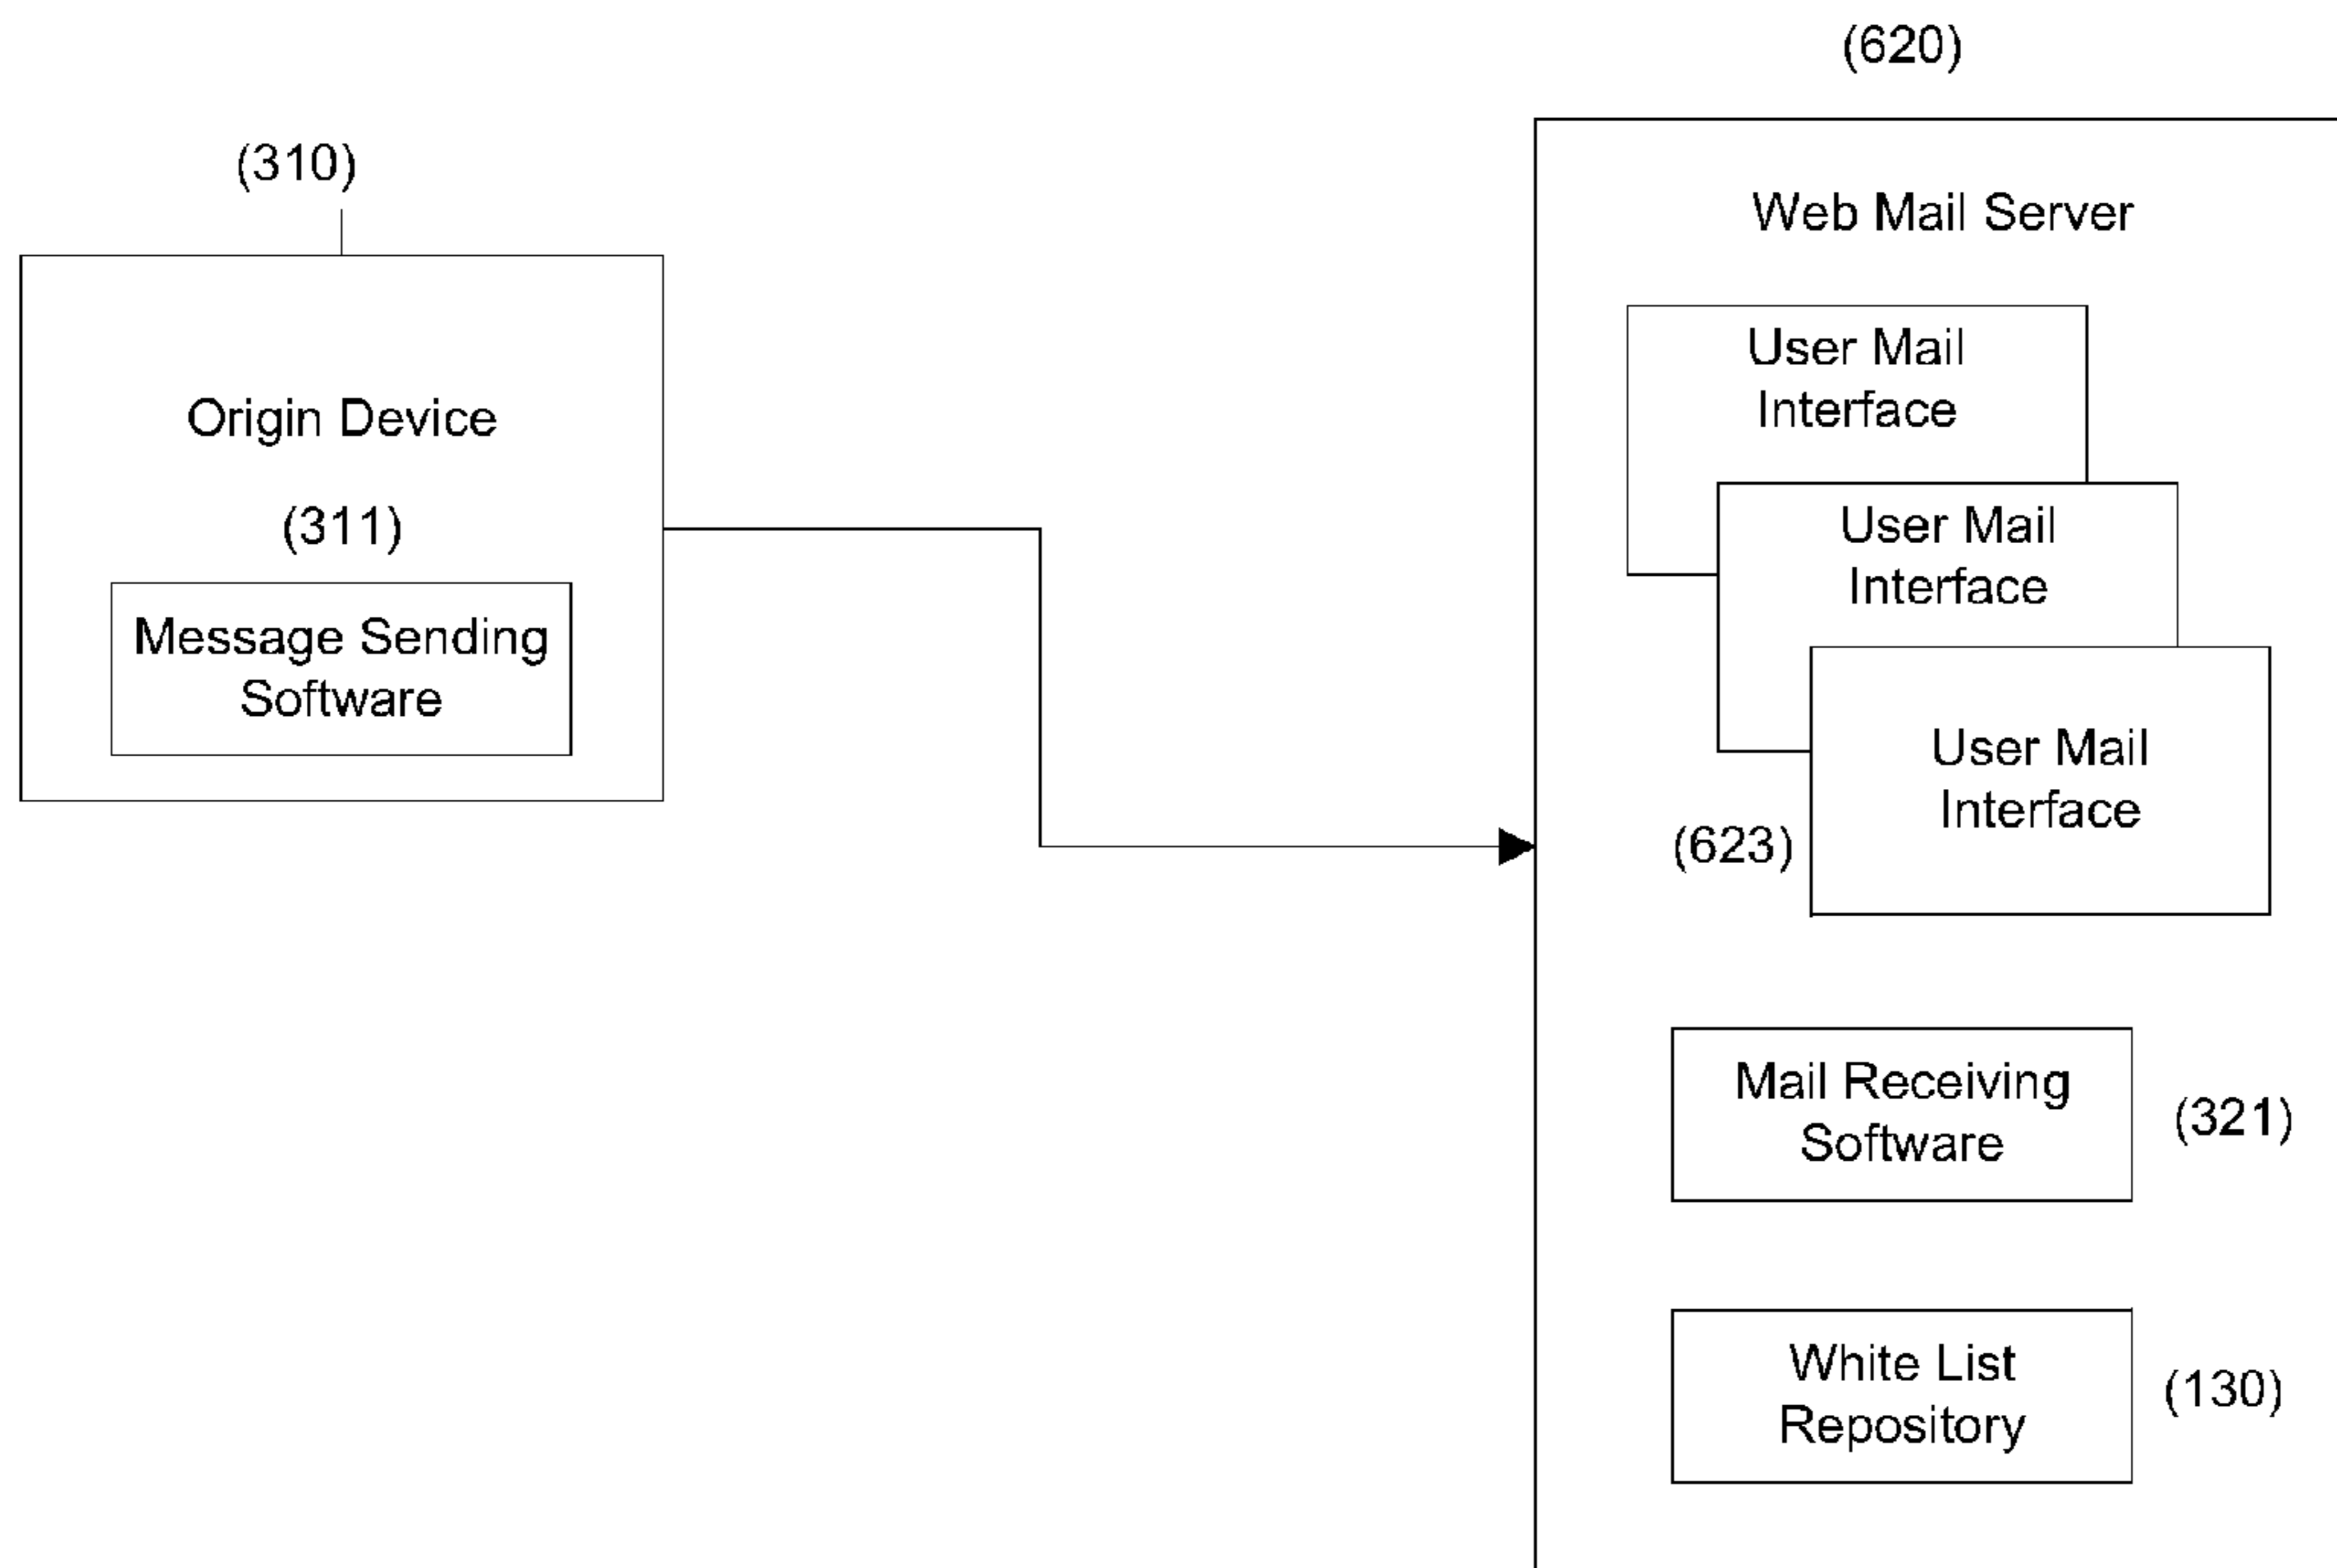 (620)
(310)
Web Mail Server
User Mail
Interface
Origin Device
(311)
User Mail
Interface
Message Sending
Software
User Mail
Interface
(623)
Mail Receiving
Software
(321)
White List
Repository
(130)